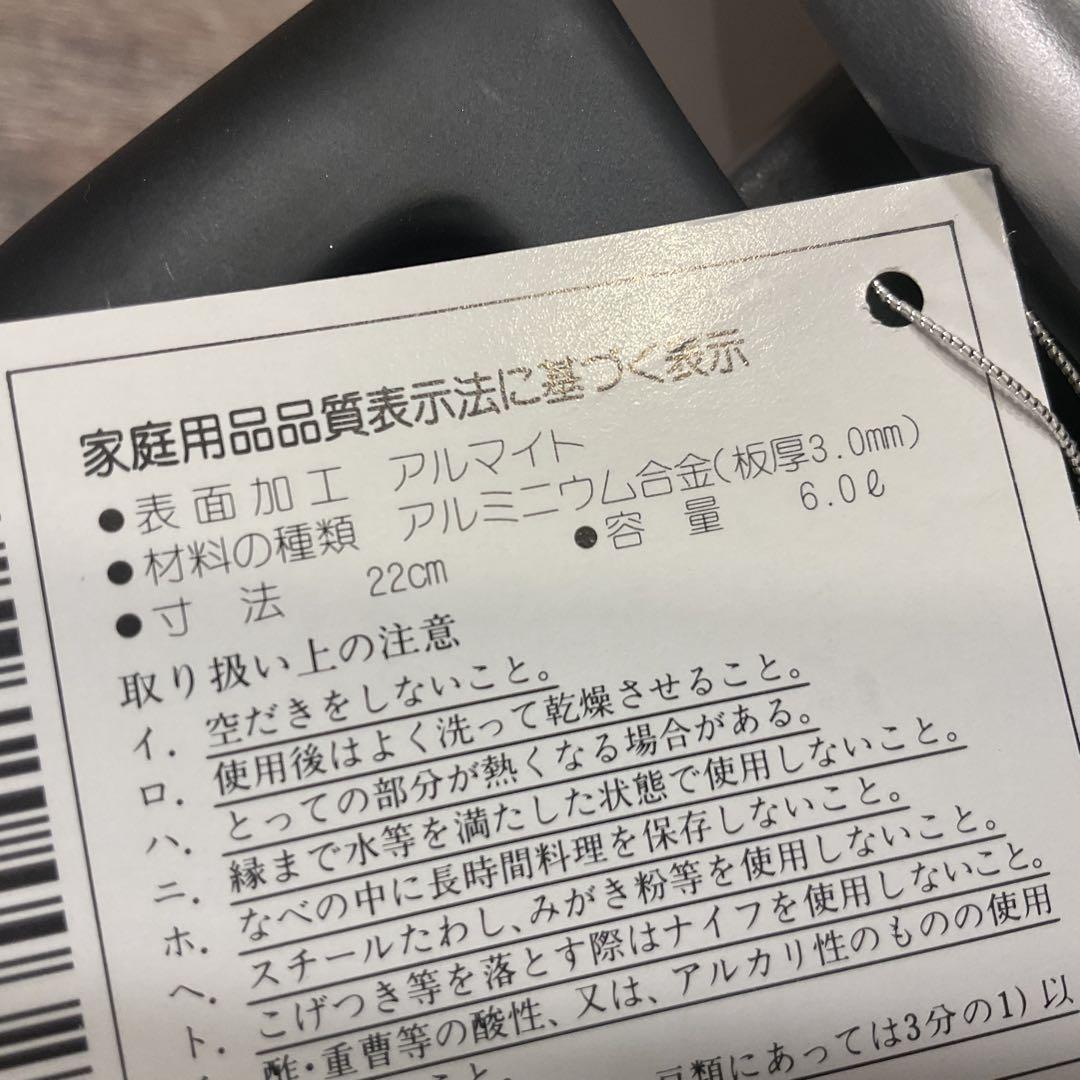 家庭用品品質表示法に基づく表示
●表面加工 アルマイト
●材料の種類 アルミニウム合金(板厚3.0mm)
●寸法 22cm ●容量 6.0ℓ
取り扱い上の注意
イ. 空だきをしないこと。
ロ. 使用後はよく洗って乾燥させること。
ハ. とっての部分が熱くなる場合がある。
ニ. 縁まで水等を満たした状態で使用しないこと。
ホ. なべの中に長時間料理を保存しないこと。
ヘ. スチールたわし、みがき粉等を使用しないこと。
ト. こげつき等を落とす際はナイフを使用しないこと。
酢・重曹等の酸性、又は、アルカリ性のものの使用
こと。
豆類にあっては3分の1)以